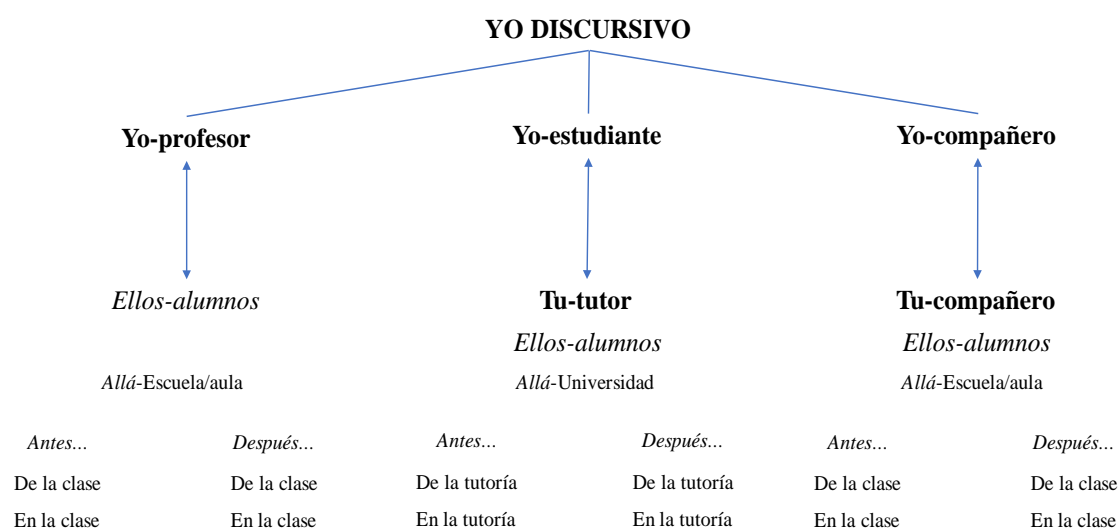 YO DISCURSIVO
Yo-profesor Yo-estudiante Yo-compañero
Ellos-alumnos Tu-tutor Tu-compañero
Ellos-alumnos Ellos-alumnos
Allá-Escuela/aula Allá-Universidad Allá-Escuela/aula
Antes... Después... Antes... Después... Antes... Después...
De la clase De la clase De la tutoría De la tutoría De la clase De la clase
En la clase En la clase En la tutoría En la tutoría En la clase En la clase